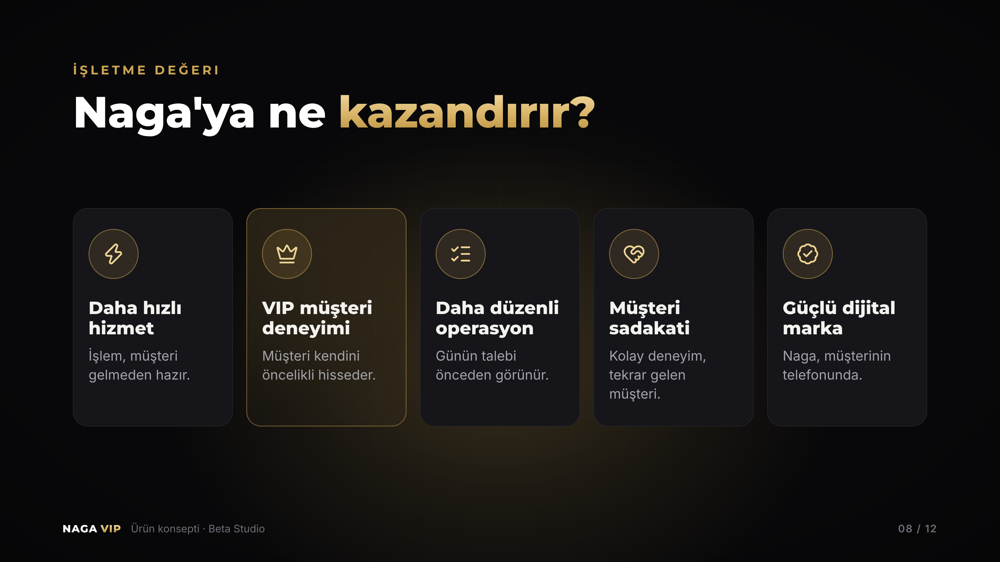 İŞLETME DEĞERI
Naga'ya ne kazandırır?
Daha hızlı
hizmet
İşlem, müşteri
gelmeden hazır.
VIP müşteri
deneyimi
Müşteri kendini
öncelikli hisseder.
Daha düzenli
operasyon
Günün talebi
önceden görünür.
Müşteri
sadakati
Kolay deneyim,
tekrar gelen
müşteri.
Güçlü dijital
marka
Naga, müşterinin
telefonunda.
NAGA VIP Ürün konsepti · Beta Studio
08 / 12